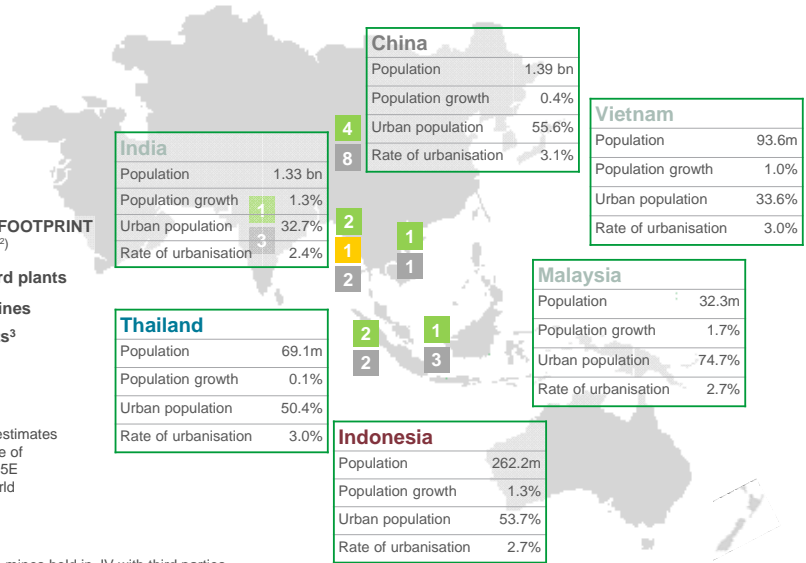 China
Population 1.39 bn
Population growth 0.4%
Urban population 55.6%
Rate of urbanisation 3.1%
4
8
Vietnam
Population 93.6m
Population growth 1.0%
Urban population 33.6%
Rate of urbanisation 3.0%
India
Population 1.33 bn
Population growth 1.3%
Urban population 32.7%
Rate of urbanisation 2.4%
1
3
2
1
2
1
1
FOOTPRINT
2)
rd plants
ines
s3
Malaysia
Population 32.3m
Population growth 1.7%
Urban population 74.7%
Rate of urbanisation 2.7%
Thailand
Population 69.1m
Population growth 0.1%
Urban population 50.4%
Rate of urbanisation 3.0%
2
2
1
3
estimates
e of
5E
rld
Indonesia
Population 262.2m
Population growth 1.3%
Urban population 53.7%
Rate of urbanisation 2.7%